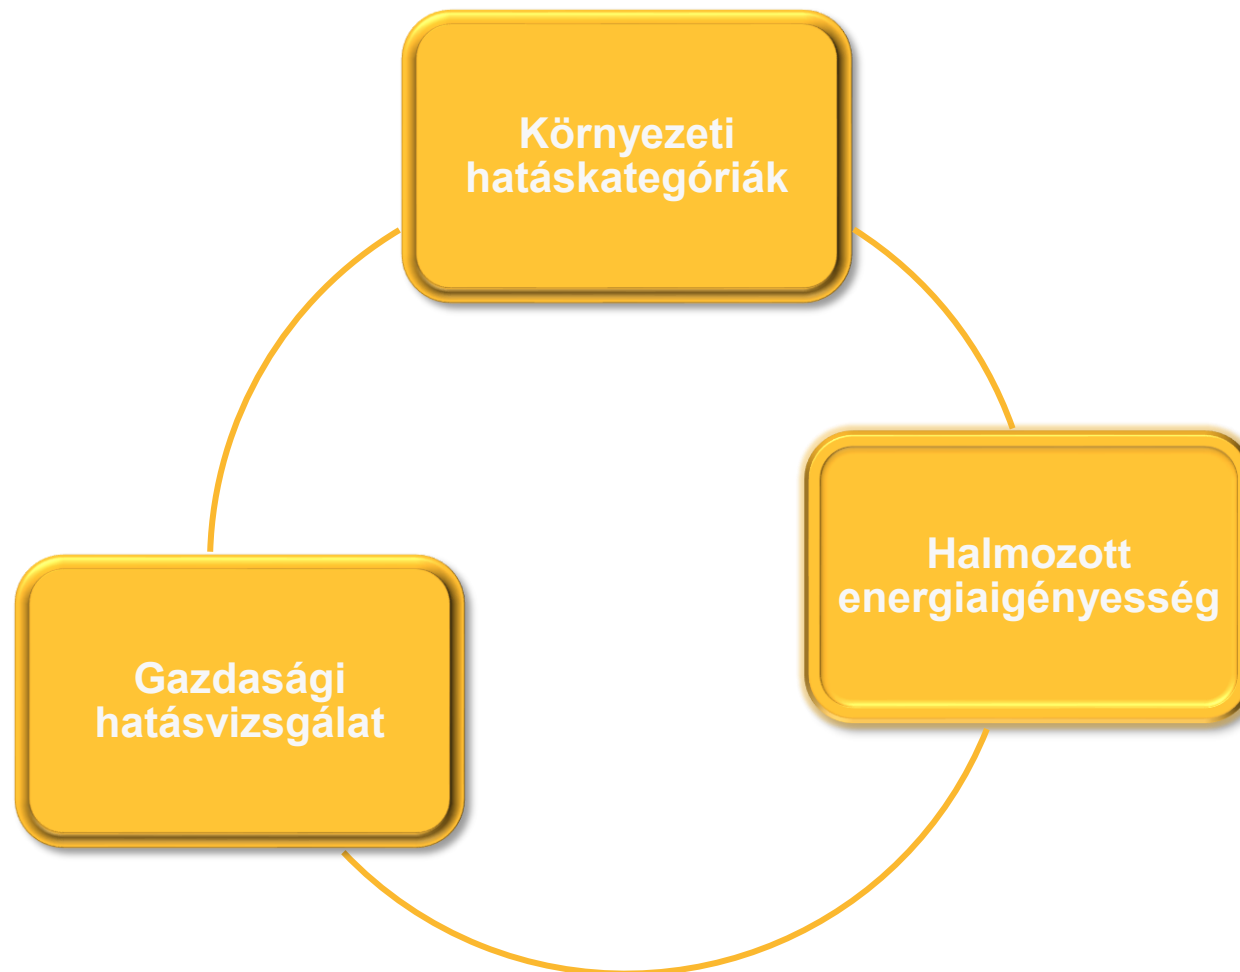 Környezeti
hatáskategóriák
Halmozott
energiaigényesség
Gazdasági
hatásvizsgálat